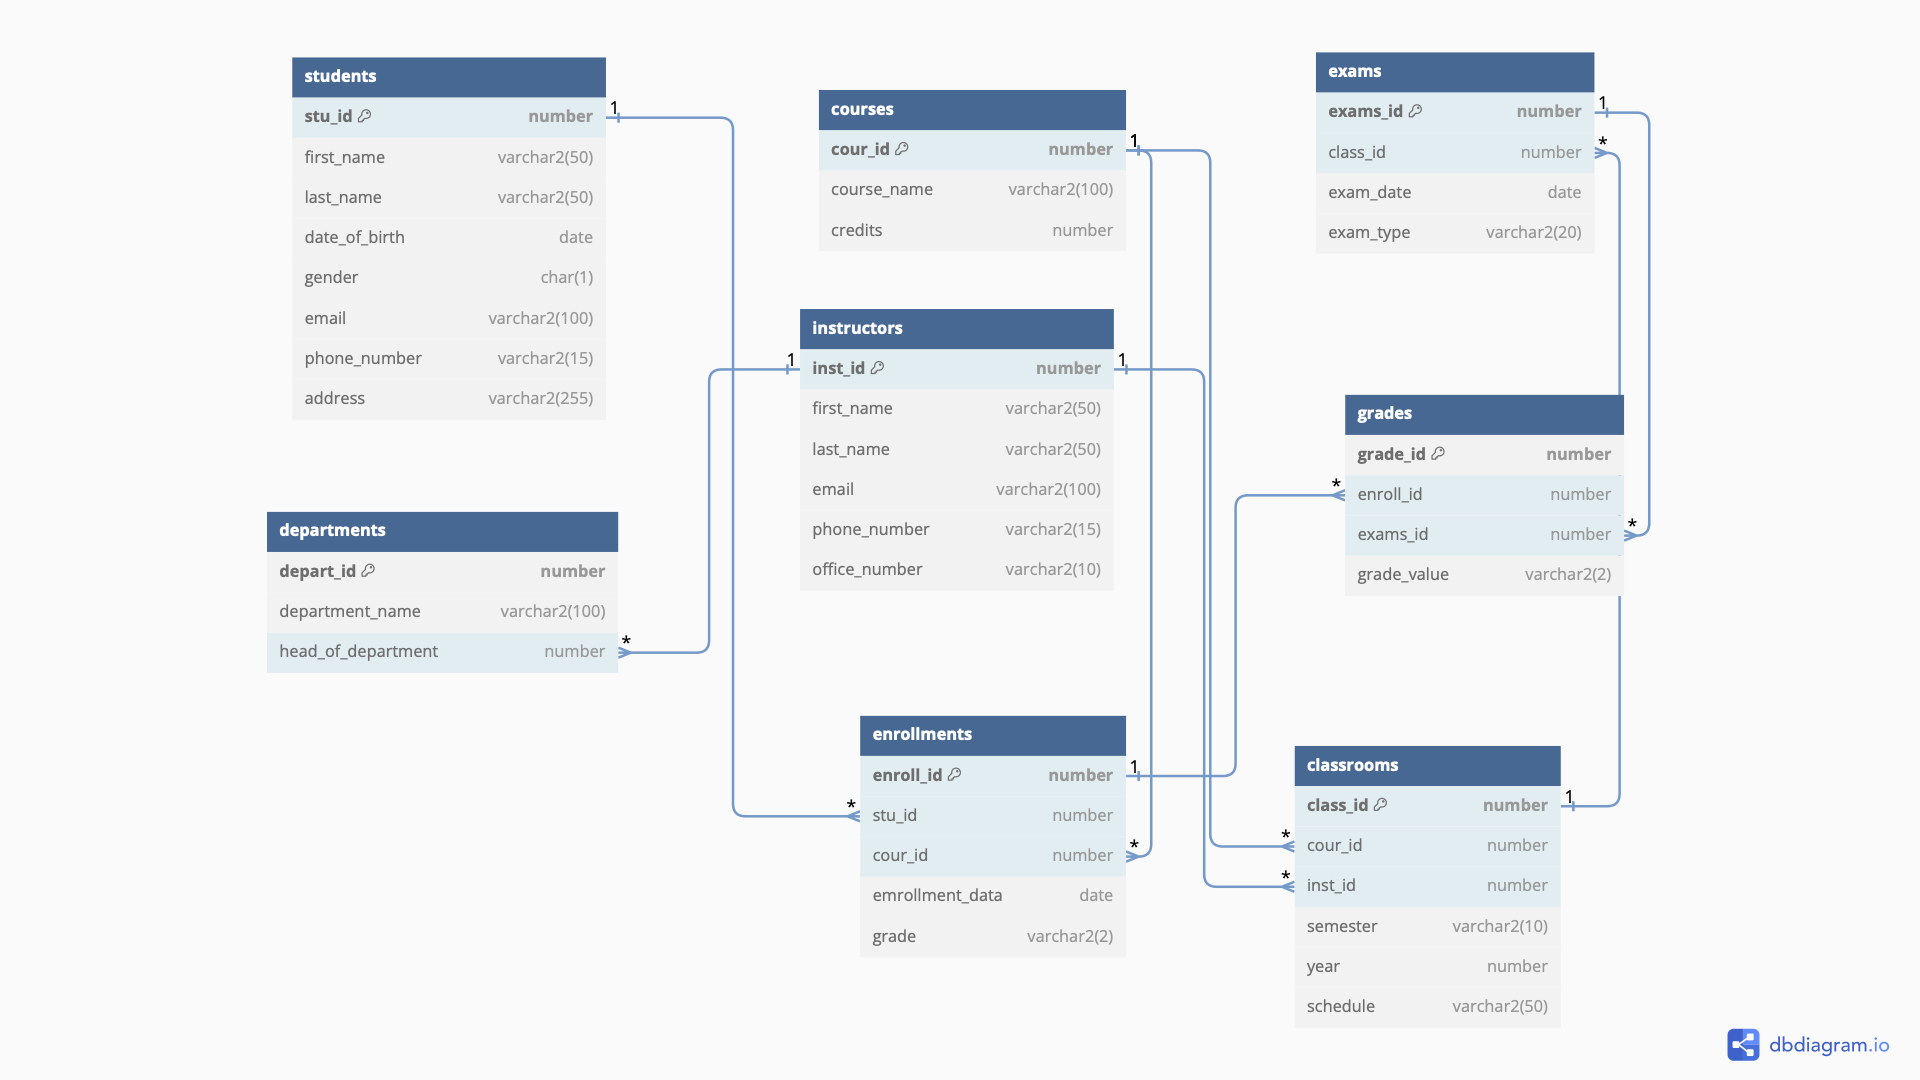 students
stu_id number
first_name varchar2(50)
last_name varchar2(50)
date_of_birth date
gender char(1)
email varchar2(100)
phone_number varchar2(15)
address varchar2(255)
1
*
courses
cour_id number
course_name varchar2(100)
credits number
1
*
*
exams
exams_id number
class_id number
exam_date date
exam_type varchar2(20)
1
*
instructors
inst_id number
first_name varchar2(50)
last_name varchar2(50)
email varchar2(100)
phone_number varchar2(15)
office_number varchar2(10)
1
1
grades
grade_id number
enroll_id number
exams_id number
grade_value varchar2(2)
*
*
departments
depart_id number
department_name varchar2(100)
head_of_department number
*
enrollments
enroll_id number
stu_id number
cour_id number
emrollment_data date
grade varchar2(2)
1
classrooms
class_id number
cour_id number
inst_id number
semester varchar2(10)
year number
schedule varchar2(50)
1
*
dbdiagram.io